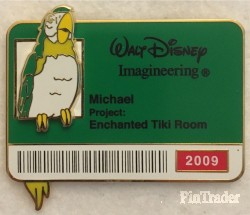 Walt Disney
Imagineering ®
Michael
Project:
Enchanted Tiki Room
2009
PinTrader